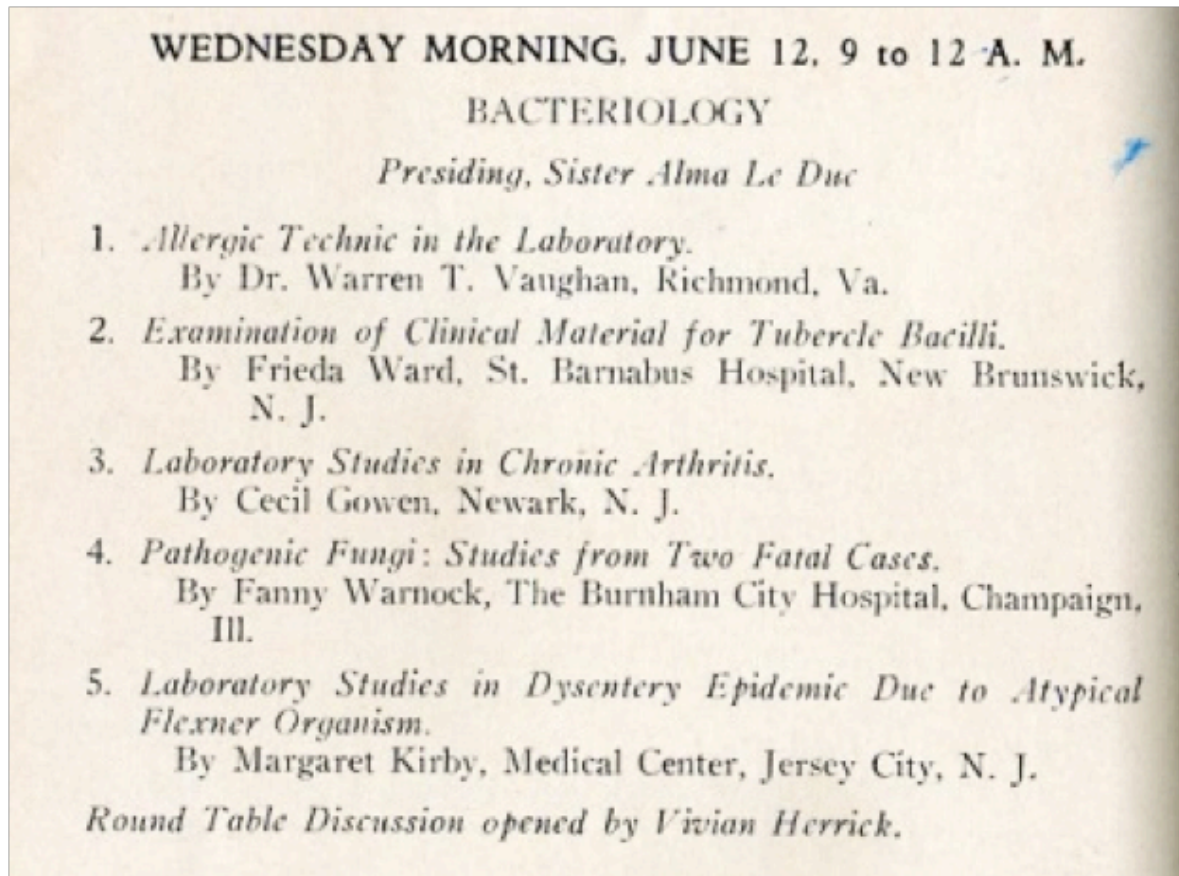 WEDNESDAY MORNING, JUNE 12, 9 to 12 A. M.
BACTERIOLOGY
Presiding, Sister Alma Le Duc
1. Allergic Technic in the Laboratory.
By Dr. Warren T. Vaughan, Richmond, Va.
2. Examination of Clinical Material for Tubercle Bacilli.
By Frieda Ward, St. Barnabus Hospital, New Brunswick,
N. J.
3. Laboratory Studies in Chronic Arthritis.
By Cecil Gowen, Newark, N. J.
4. Pathogenic Fungi: Studies from Two Fatal Cases.
By Fanny Warnock, The Burnham City Hospital, Champaign,
Ill.
5. Laboratory Studies in Dysentery Epidemic Due to Atypical
Flexner Organism.
By Margaret Kirby, Medical Center, Jersey City, N. J.
Round Table Discussion opened by Vivian Herrick.